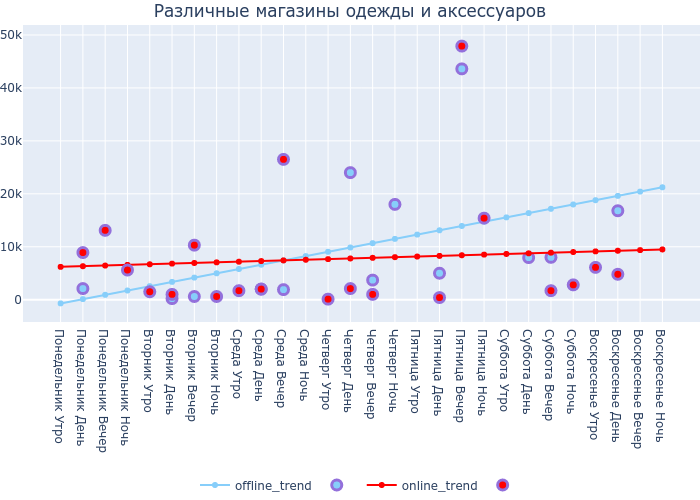 Различные магазины одежды и аксессуаров
50k
40k
30k
20k
10k
0
Понедельник Утро
Понедельник День
Понедельник Вечер
Понедельник Ночь
Вторник Утро
Вторник День
Вторник Вечер
Вторник Ночь
Среда Утро
Среда День
Среда Вечер
Среда Ночь
Четверг Утро
Четверг День
Четверг Вечер
Четверг Ночь
Пятница Утро
Пятница День
Пятница Вечер
Пятница Ночь
Суббота Утро
Суббота День
Суббота Вечер
Суббота Ночь
Воскресенье Утро
Воскресенье День
Воскресенье Вечер
Воскресенье Ночь
offline_trend online_trend